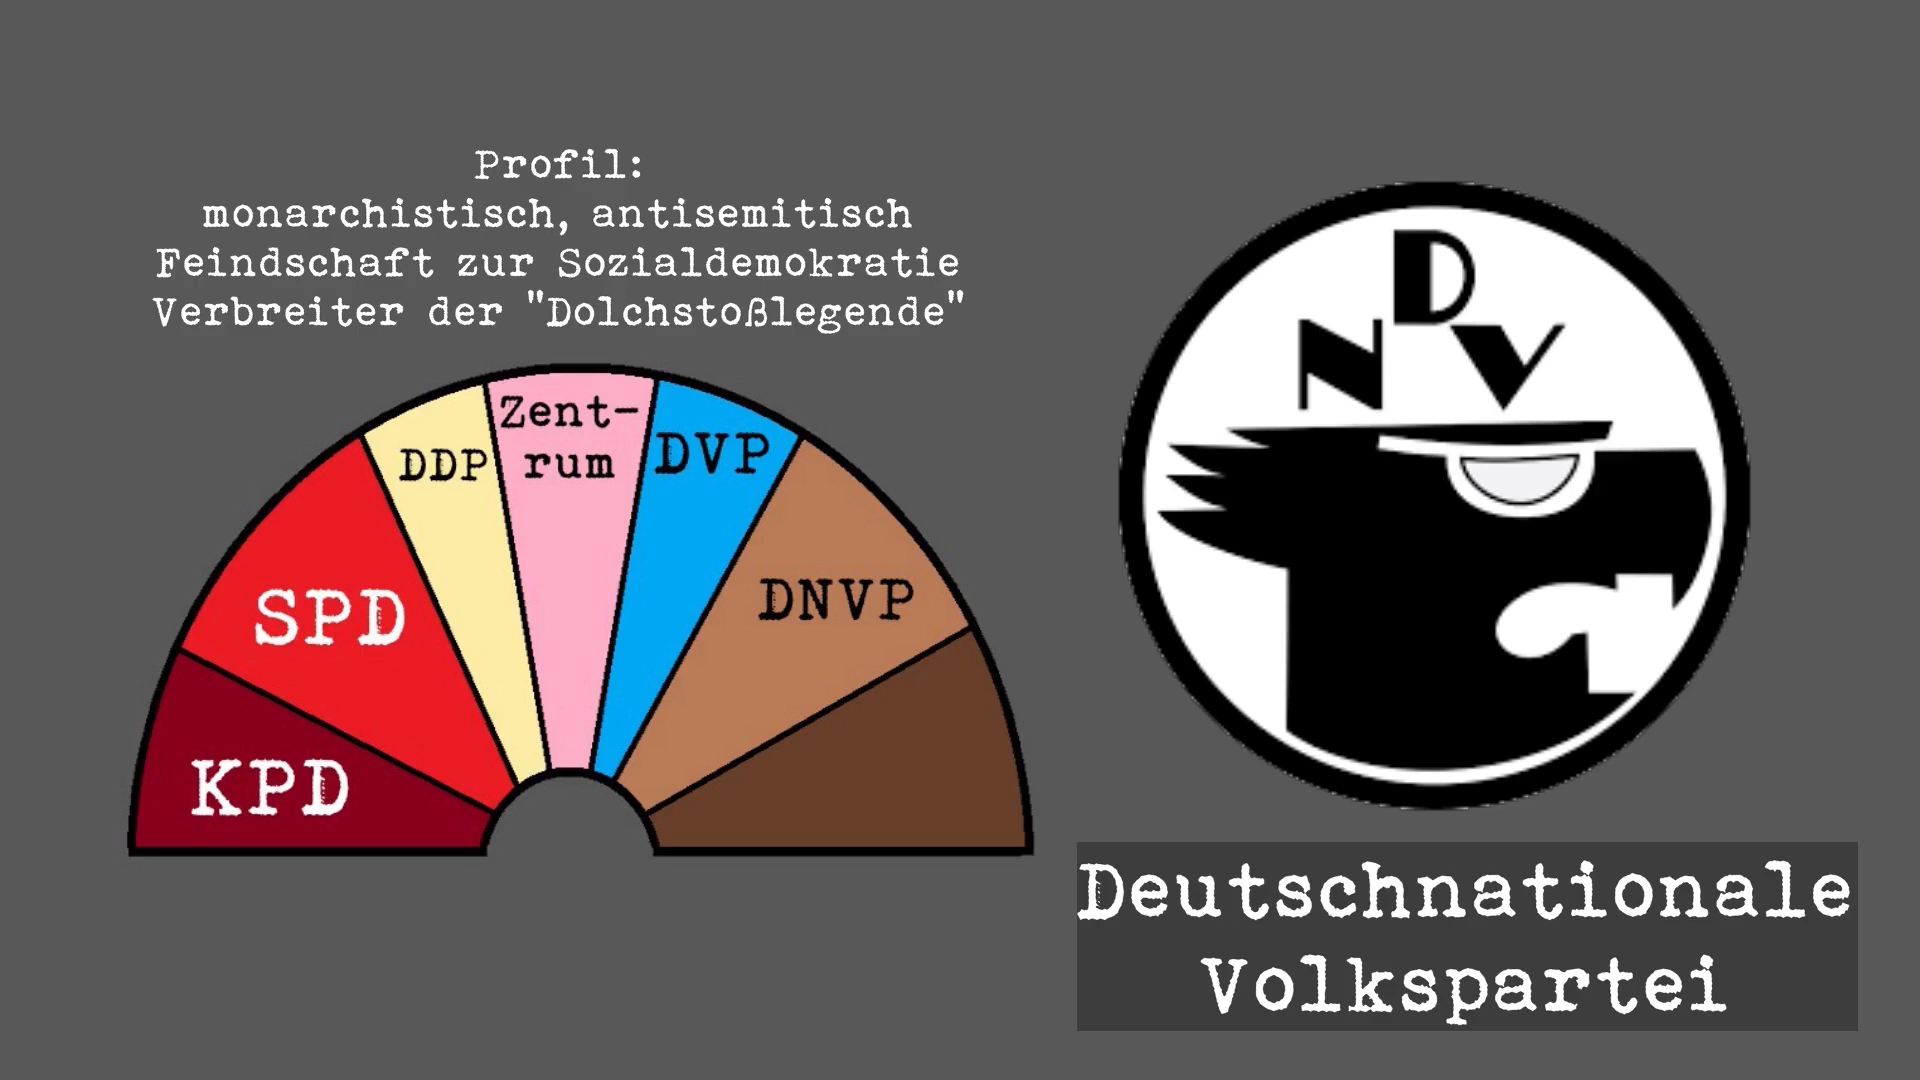 Profil:
monarchistisch, antisemitisch
Feindschaft zur Sozialdemokratie
Verbreiter der "Dolchstoßlegende"
KPD
SPD
DDP
Zent-
rum
DVP
DNVP
D
N V
Deutschnationale
Volkspartei